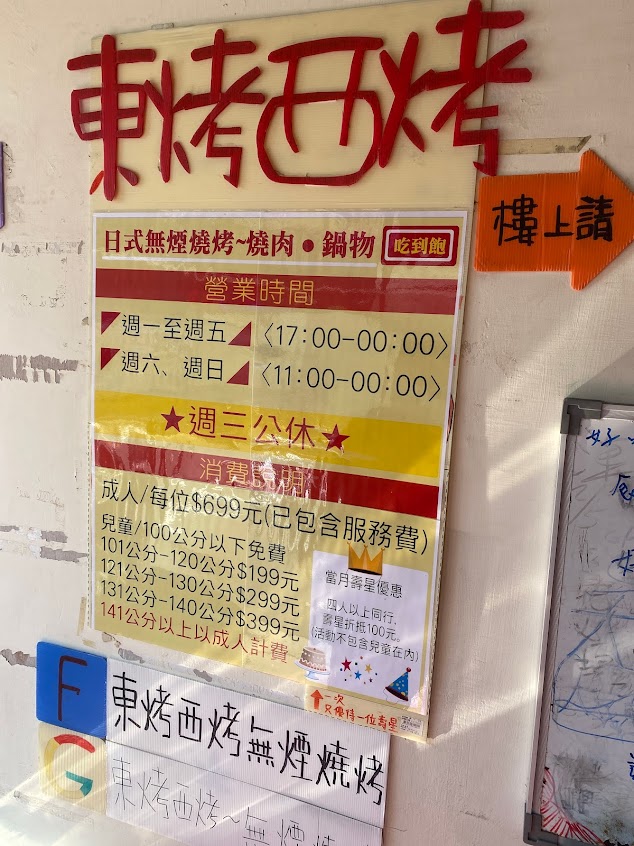 東烤西烤
樓上請
日式無煙燒烤~燒肉•鍋物 吃到飽
營業時間
週一至週五 〈17:00-00:00〉
週六、週日 〈11:00-00:00〉
★週三公休★
消費說明
成人/每位$699元(已包含服務費)
兒童/100公分以下免費
101公分-120公分$199元
121公分-130公分$299元
131公分-140公分$399元
141公分以上以成人計費
當月壽星優惠
四人以上同行,
壽星折抵100元。
(活動不包含兒童在內)
一次
只優待一位壽星
F 東烤西烤無煙燒烤
G 東烤西烤~無煙燒
好